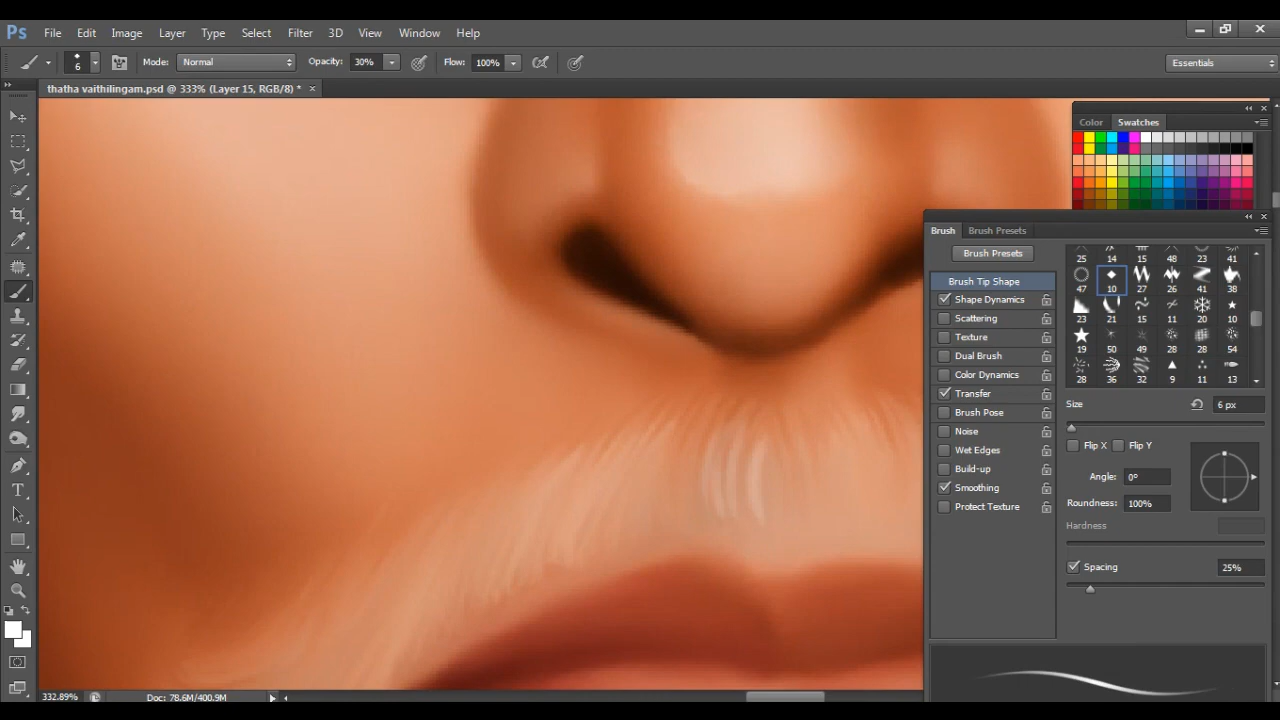 Ps File Edit Image Layer Type Select Filter 3D View Window Help
6 Mode: Normal Opacity: 30% Flow: 100% Essentials
thatha vaithilingam.psd @ 333% (Layer 15, RGB/8) * ×
Color Swatches
Brush Brush Presets
Brush Presets
25 14 15 48 23 41
47 10 27 26 41 38
23 21 15 11 20 10
19 50 49 28 28 54
28 36 32 9 11 13
Brush Tip Shape
Shape Dynamics
Scattering
Texture
Dual Brush
Color Dynamics
Transfer
Brush Pose
Noise
Wet Edges
Build-up
Smoothing
Protect Texture
Size 6 px
Flip X Flip Y
Angle: 0°
Roundness: 100%
Hardness
Spacing 25%
T
332.89% Doc: 78.6M/400.9M